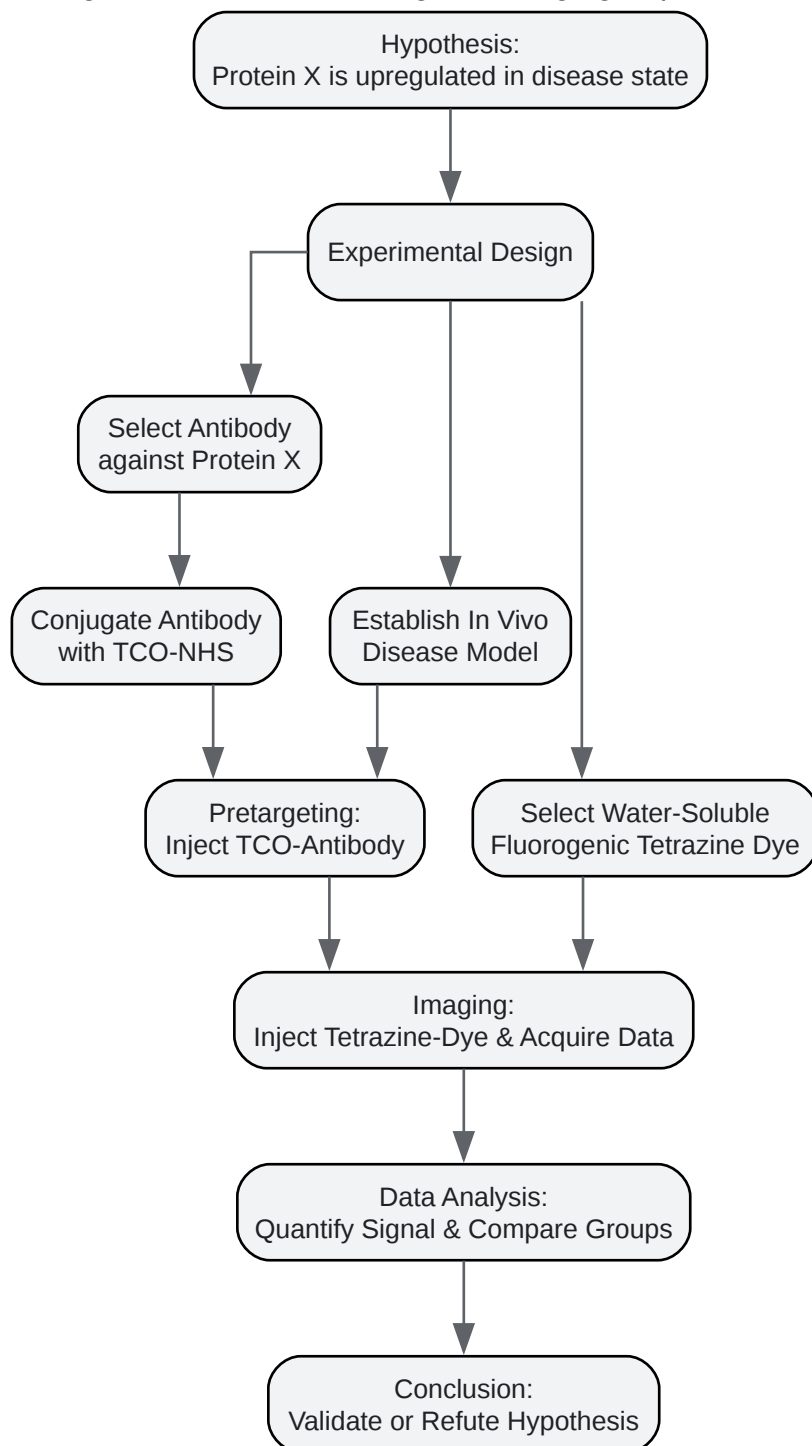 Hypothesis:
Protein X is upregulated in disease state
Experimental Design
Select Antibody
against Protein X
Conjugate Antibody
with TCO-NHS
Establish In Vivo
Disease Model
Pretargeting:
Inject TCO-Antibody
Select Water-Soluble
Fluorogenic Tetrazine Dye
Imaging:
Inject Tetrazine-Dye & Acquire Data
Data Analysis:
Quantify Signal & Compare Groups
Conclusion:
Validate or Refute Hypothesis